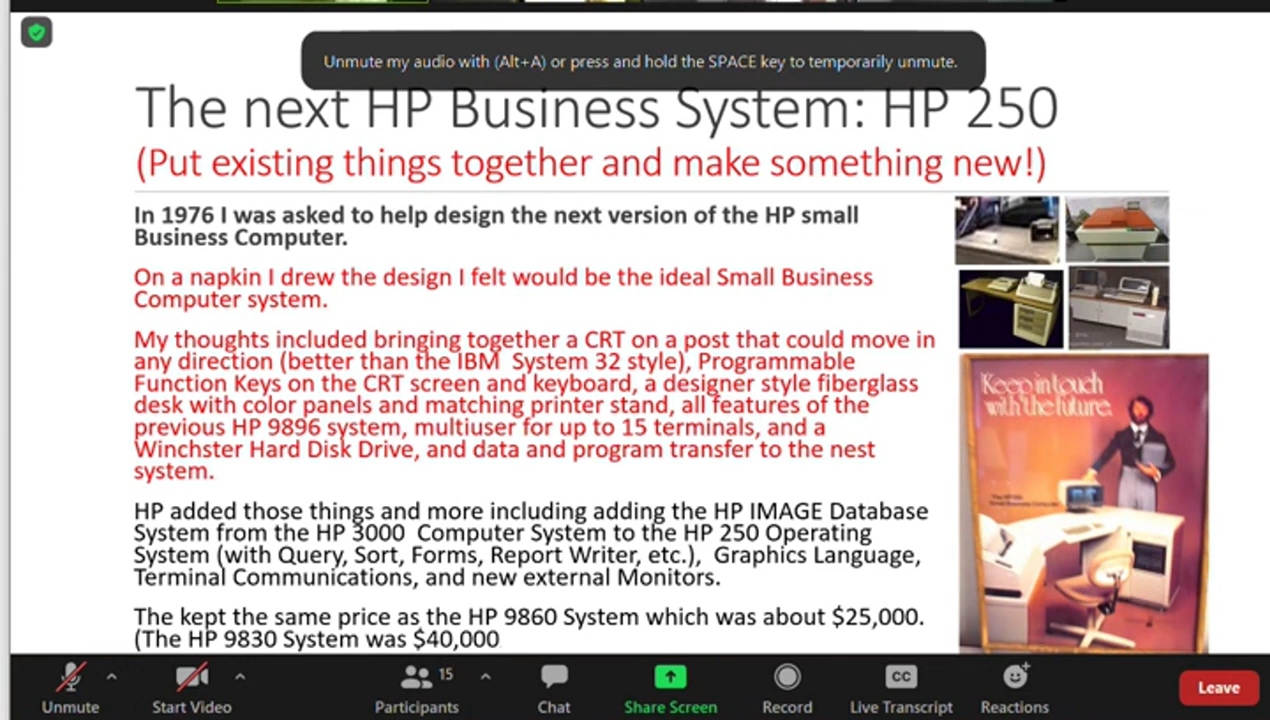 Unmute my audio with (Alt+A) or press and hold the SPACE key to temporarily unmute.
The next HP Business System: HP 250
(Put existing things together and make something new!)
In 1976 I was asked to help design the next version of the HP small
Business Computer.
On a napkin I drew the design I felt would be the ideal Small Business
Computer system.
My thoughts included bringing together a CRT on a post that could move in
any direction (better than the IBM  System 32 style), Programmable
Function Keys on the CRT screen and keyboard, a designer style fiberglass
desk with color panels and matching printer stand, all features of the
previous HP 9896 system, multiuser for up to 15 terminals, and a
Winchster Hard Disk Drive, and data and program transfer to the nest
system.
HP added those things and more including adding the HP IMAGE Database
System from the HP 3000  Computer System to the HP 250 Operating
System (with Query, Sort, Forms, Report Writer, etc.),  Graphics Language,
Terminal Communications, and new external Monitors.
The kept the same price as the HP 9860 System which was about $25,000.
(The HP 9830 System was $40,000
Keep in touch
with the future.
Unmute
Start Video
15
Participants
Chat
Share Screen
Record
CC
Live Transcript
Reactions
Leave